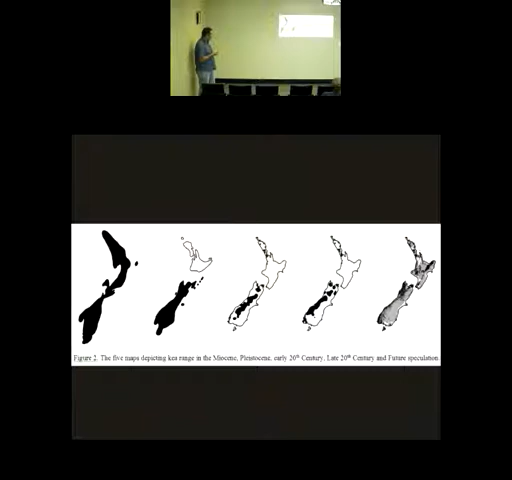 Figure 2. The five maps depicting kea range in the Miocene, Pleistocene, early 20th Century, Late 20th Century and Future speculation.